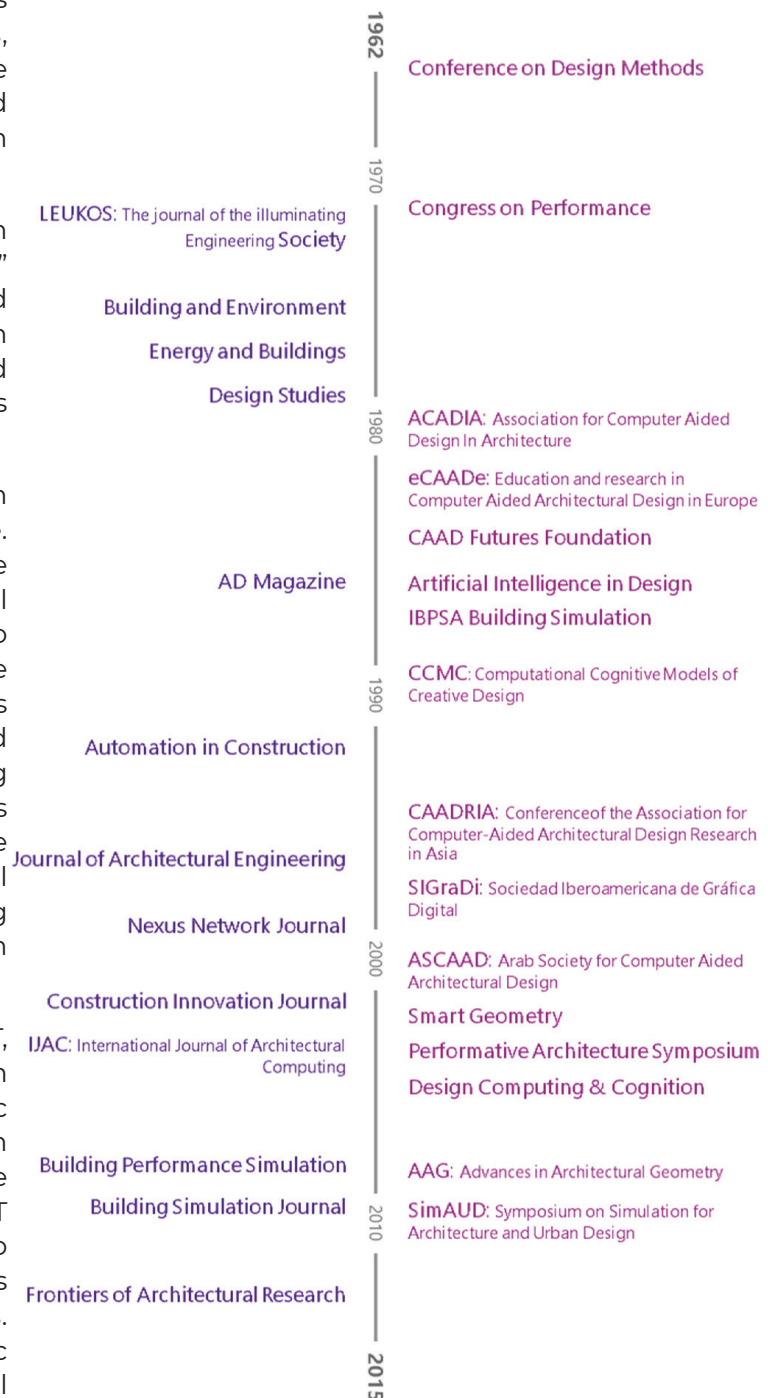 LEUKOS: The journal of the illuminating
Engineering Society
Building and Environment
Energy and Buildings
Design Studies
AD Magazine
Automation in Construction
Journal of Architectural Engineering
Nexus Network Journal
Construction Innovation Journal
IJAC: International Journal of Architectural
Computing
Building Performance Simulation
Building Simulation Journal
Frontiers of Architectural Research
1962
1970
1980
1990
2000
2010
2015
Conference on Design Methods
Congress on Performance
ACADIA: Association for Computer Aided
Design In Architecture
eCAADe: Education and research in
Computer Aided Architectural Design in Europe
CAAD Futures Foundation
Artificial Intelligence in Design
IBPSA Building Simulation
CCMC: Computational Cognitive Models of
Creative Design
CAADRIA: Conferenceof the Association for
Computer-Aided Architectural Design Research
in Asia
SIGraDi: Sociedad Iberoamericana de Gráfica
Digital
ASCAAD: Arab Society for Computer Aided
Architectural Design
Smart Geometry
Performative Architecture Symposium
Design Computing & Cognition
AAG: Advances in Architectural Geometry
SimAUD: Symposium on Simulation for
Architecture and Urban Design